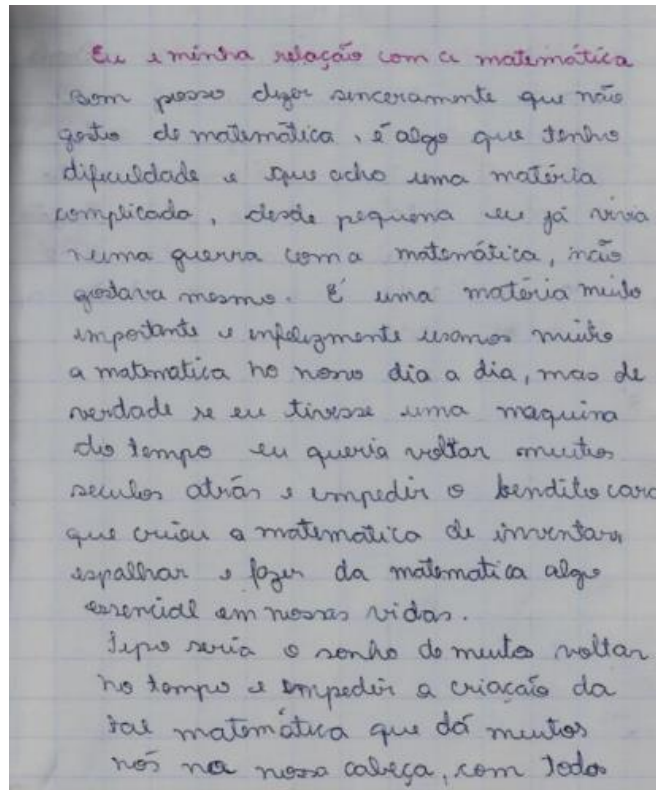 Eu e minha relação com a matemática
Bom posso dizer sinceramente que não
gosto de matemática, é algo que tenho
dificuldade e que acho uma matéria
complicada, desde pequena eu já vivia
numa guerra com a matemática, não
gostava mesmo. É uma matéria muito
importante e infelizmente usamos muito
a matematica no nosso dia a dia, mas de
verdade se eu tivesse uma maquina
do tempo eu queria voltar muitos
seculos atrás e impedir o bendito cara
que criou a matematica de inventar,
espalhar e fazer da matematica algo
essencial em nossas vidas.
Tipo seria o sonho de muitos voltar
no tempo e impedir a criação da
tal matemática que dá muitos
nós na nossa cabeça, com todos